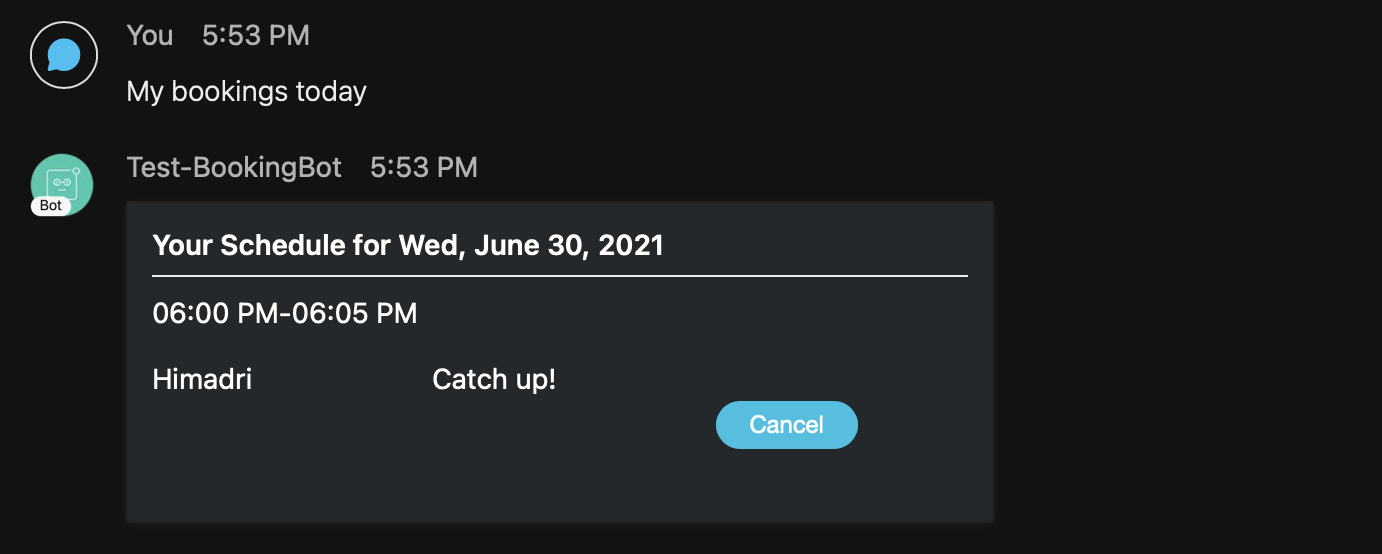 You 5:53 PM
My bookings today
Test-BookingBot 5:53 PM
Bot
Your Schedule for Wed, June 30, 2021
06:00 PM-06:05 PM
Himadri Catch up!
Cancel